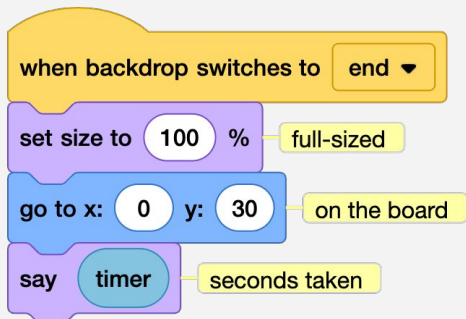 when backdrop switches to end
set size to 100 % full-sized
go to x: 0 y: 30 on the board
say timer seconds taken